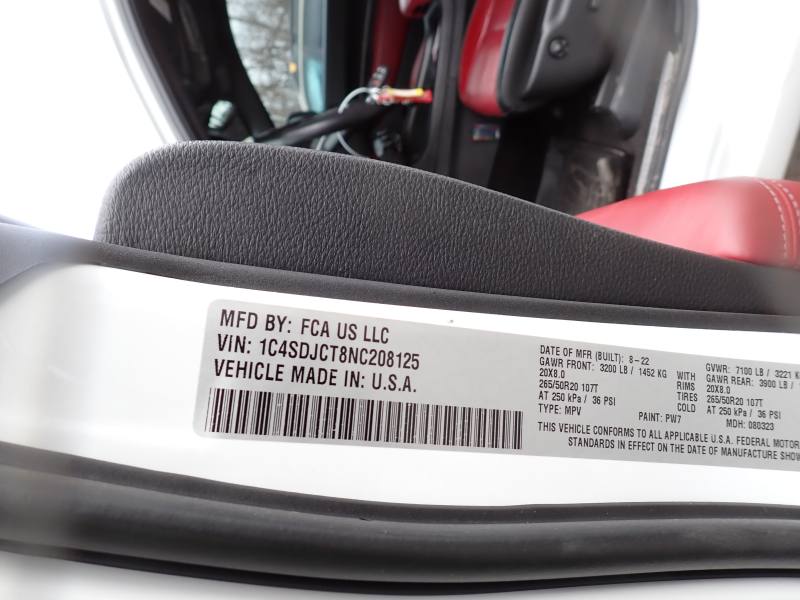 MFD BY: FCA US LLC
VIN: 1C4SDJCT8NC208125
VEHICLE MADE IN: U.S.A.
DATE OF MFR (BUILT): 8-22 GVWR: 7100 LB / 3221
GAWR FRONT: 3200 LB / 1452 KG WITH GAWR REAR: 3900 LB /
20X8.0 RIMS 20X8.0
265/50R20 107T TIRES 265/50R20 107T
AT 250 kPa / 36 PSI COLD AT 250 kPa / 36 PSI
TYPE: MPV PAINT: PW7 MDH: 080323
THIS VEHICLE CONFORMS TO ALL APPLICABLE U.S.A. FEDERAL MOTOR
STANDARDS IN EFFECT ON THE DATE OF MANUFACTURE SHOW